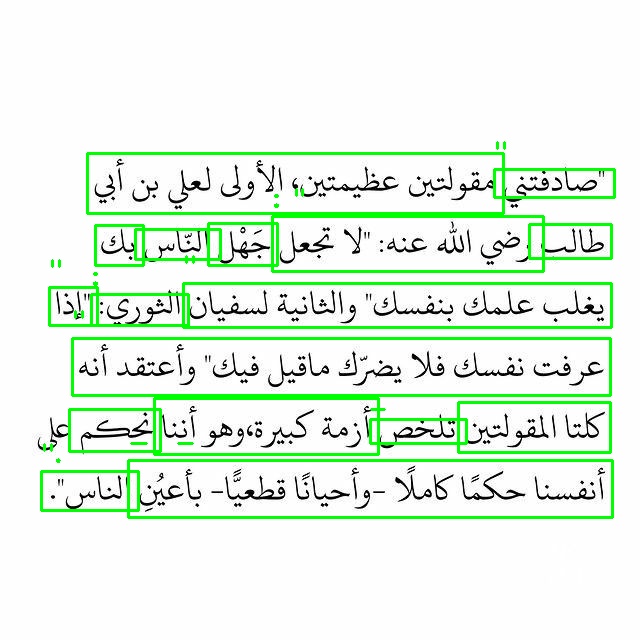 "صادفتني مقولتين عظيمتين، الأولى لعلي بن أبي
طالب رضي الله عنه: "لا تجعل جَهْل النّاس بك
يغلب علمك بنفسك" والثانية لسفيان الثوري: "إذا
عرفت نفسك فلا يضرّك ماقيل فيك" وأعتقد أنه
كلتا المقولتين تلخص أزمة كبيرة،وهو أننا نحكم على
أنفسنا حكمًا كاملًا -وأحيانًا قطعيًّا- بأعيُنِ الناس".